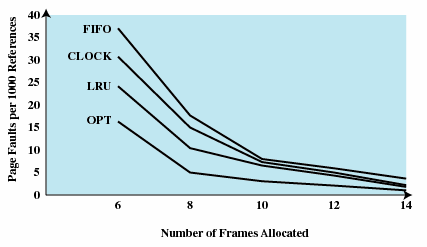 Page Faults per 1000 References
40
35
30
25
20
15
10
5
0
FIFO
CLOCK
LRU
OPT
6 8 10 12 14
Number of Frames Allocated